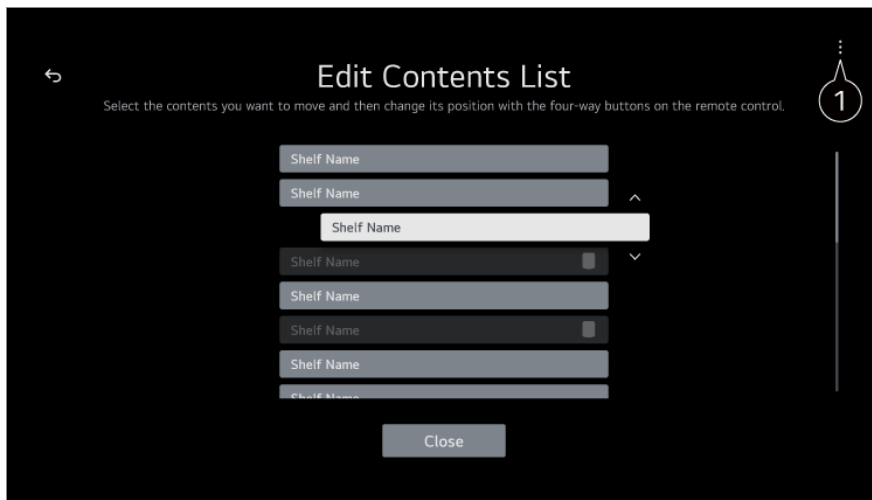 Edit Contents List
1
Select the contents you want to move and then change its position with the four-way buttons on the remote control.
Shelf Name
Shelf Name
Shelf Name
Shelf Name
Shelf Name
Shelf Name
Shelf Name
Shelf Name
Close